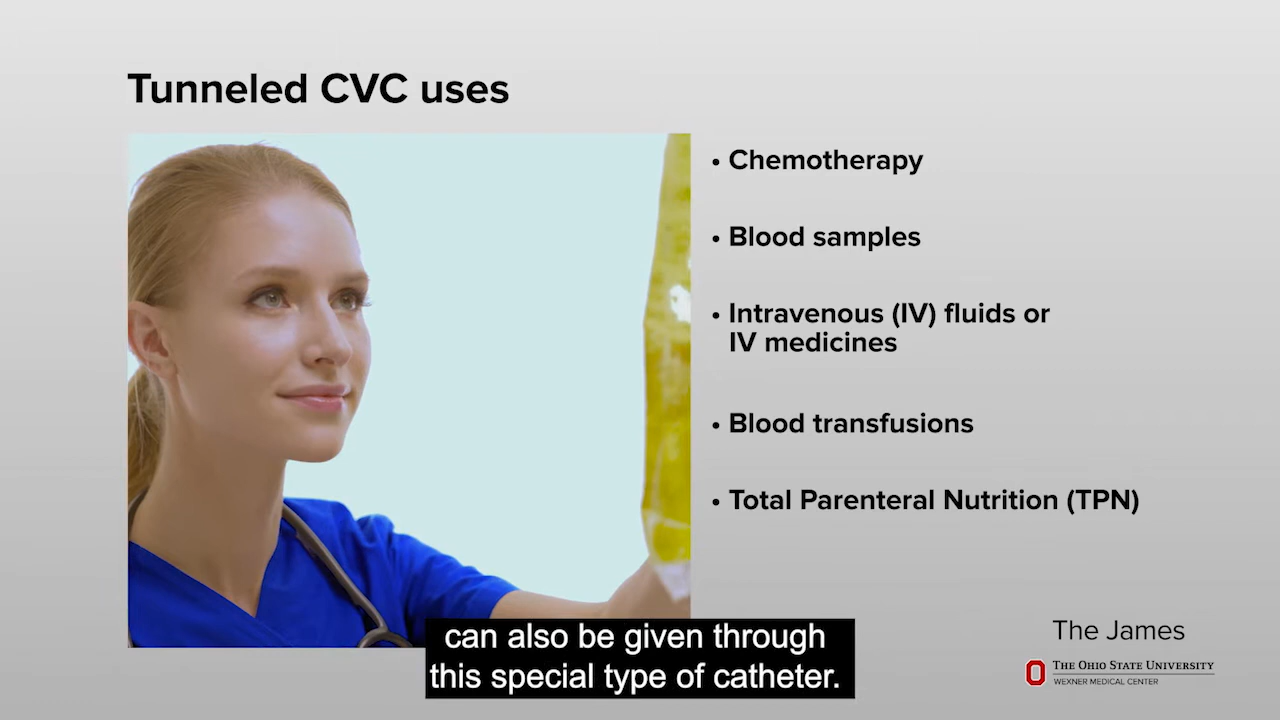 Tunneled CVC uses
• Chemotherapy
• Blood samples
• Intravenous (IV) fluids or
IV medicines
• Blood transfusions
• Total Parenteral Nutrition (TPN)
can also be given through
this special type of catheter.
The James
THE OHIO STATE UNIVERSITY
WEXNER MEDICAL CENTER